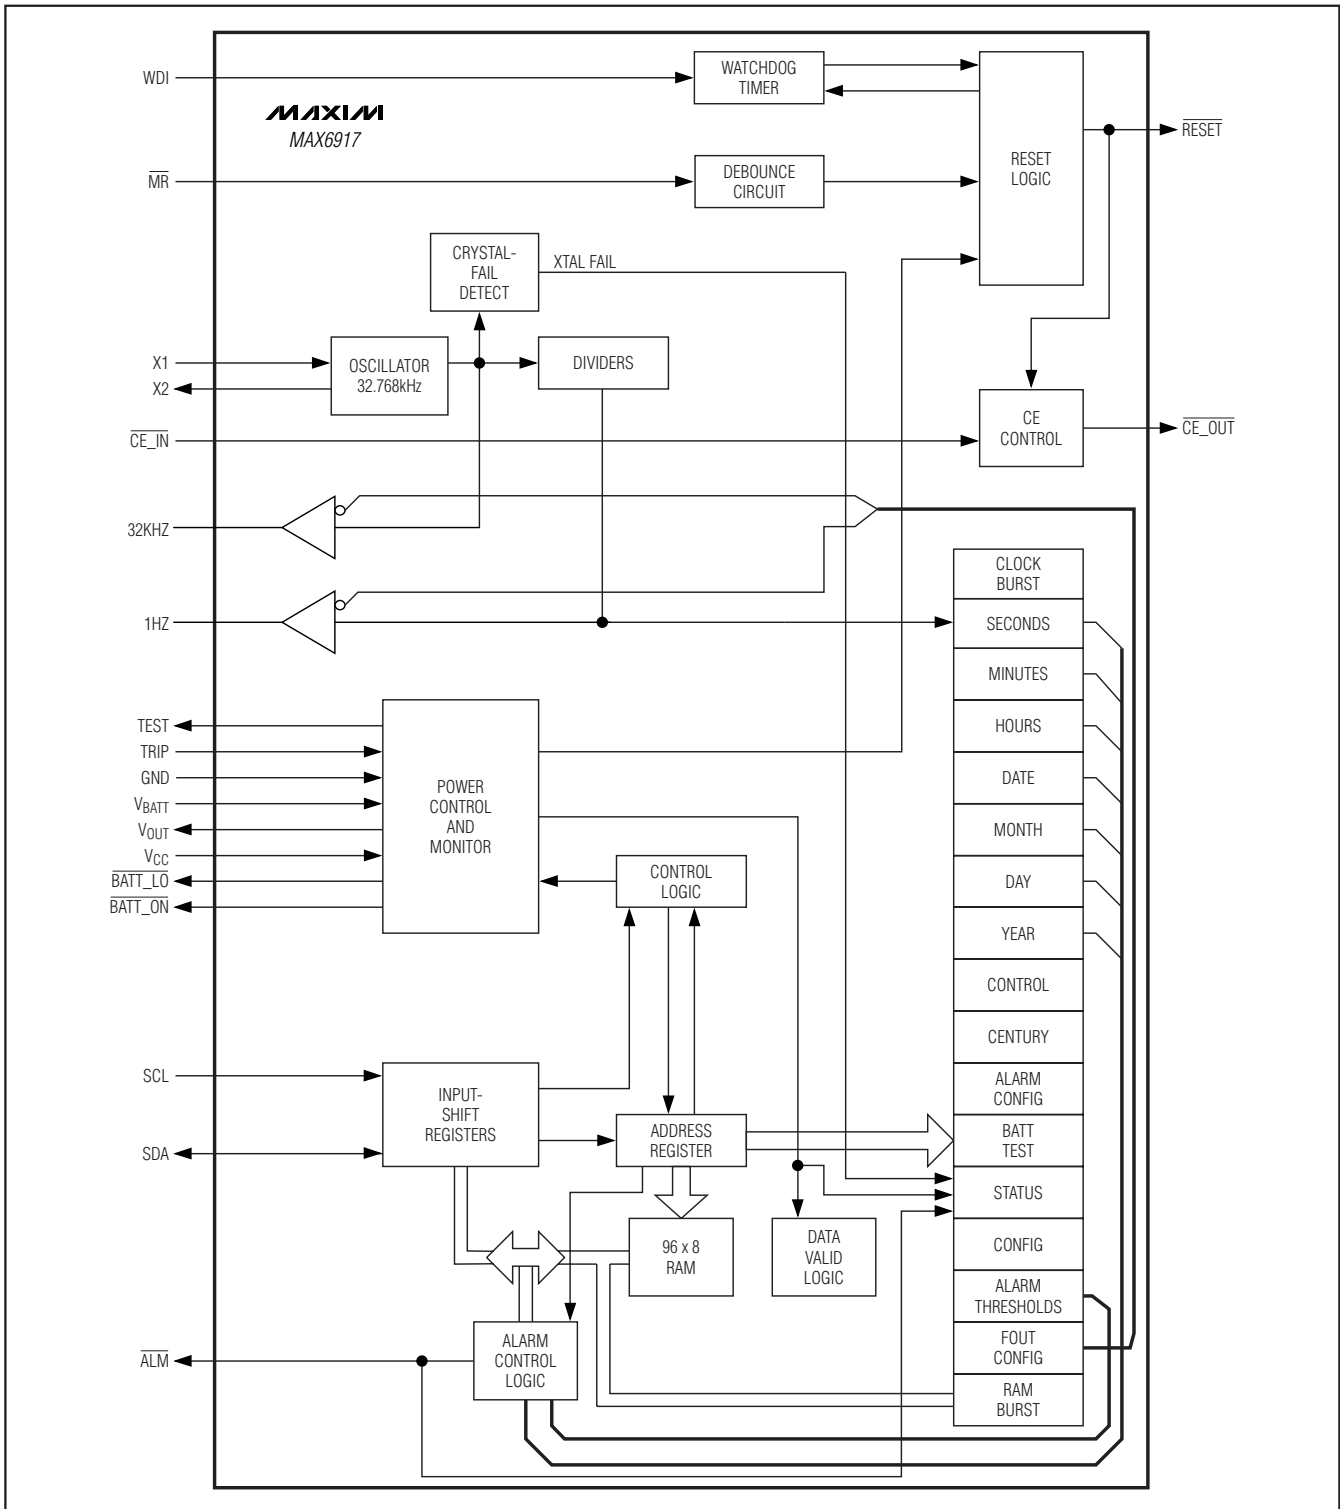 WDI
WATCHDOG
TIMER
MAXIM
MAX6917
RESET
LOGIC
RESET
MR
DEBOUNCE
CIRCUIT
CRYSTAL-
FAIL
DETECT
XTAL FAIL
X1
X2
OSCILLATOR
32.768kHz
DIVIDERS
CE_IN
CE
CONTROL
CE_OUT
32KHZ
1HZ
CLOCK
BURST
SECONDS
MINUTES
HOURS
DATE
MONTH
DAY
YEAR
CONTROL
CENTURY
ALARM
CONFIG
BATT
TEST
STATUS
CONFIG
ALARM
THRESHOLDS
FOUT
CONFIG
RAM
BURST
TEST
TRIP
GND
VBATT
VOUT
VCC
BATT_LO
BATT_ON
POWER
CONTROL
AND
MONITOR
CONTROL
LOGIC
SCL
SDA
INPUT-
SHIFT
REGISTERS
ADDRESS
REGISTER
96 x 8
RAM
DATA
VALID
LOGIC
ALM
ALARM
CONTROL
LOGIC